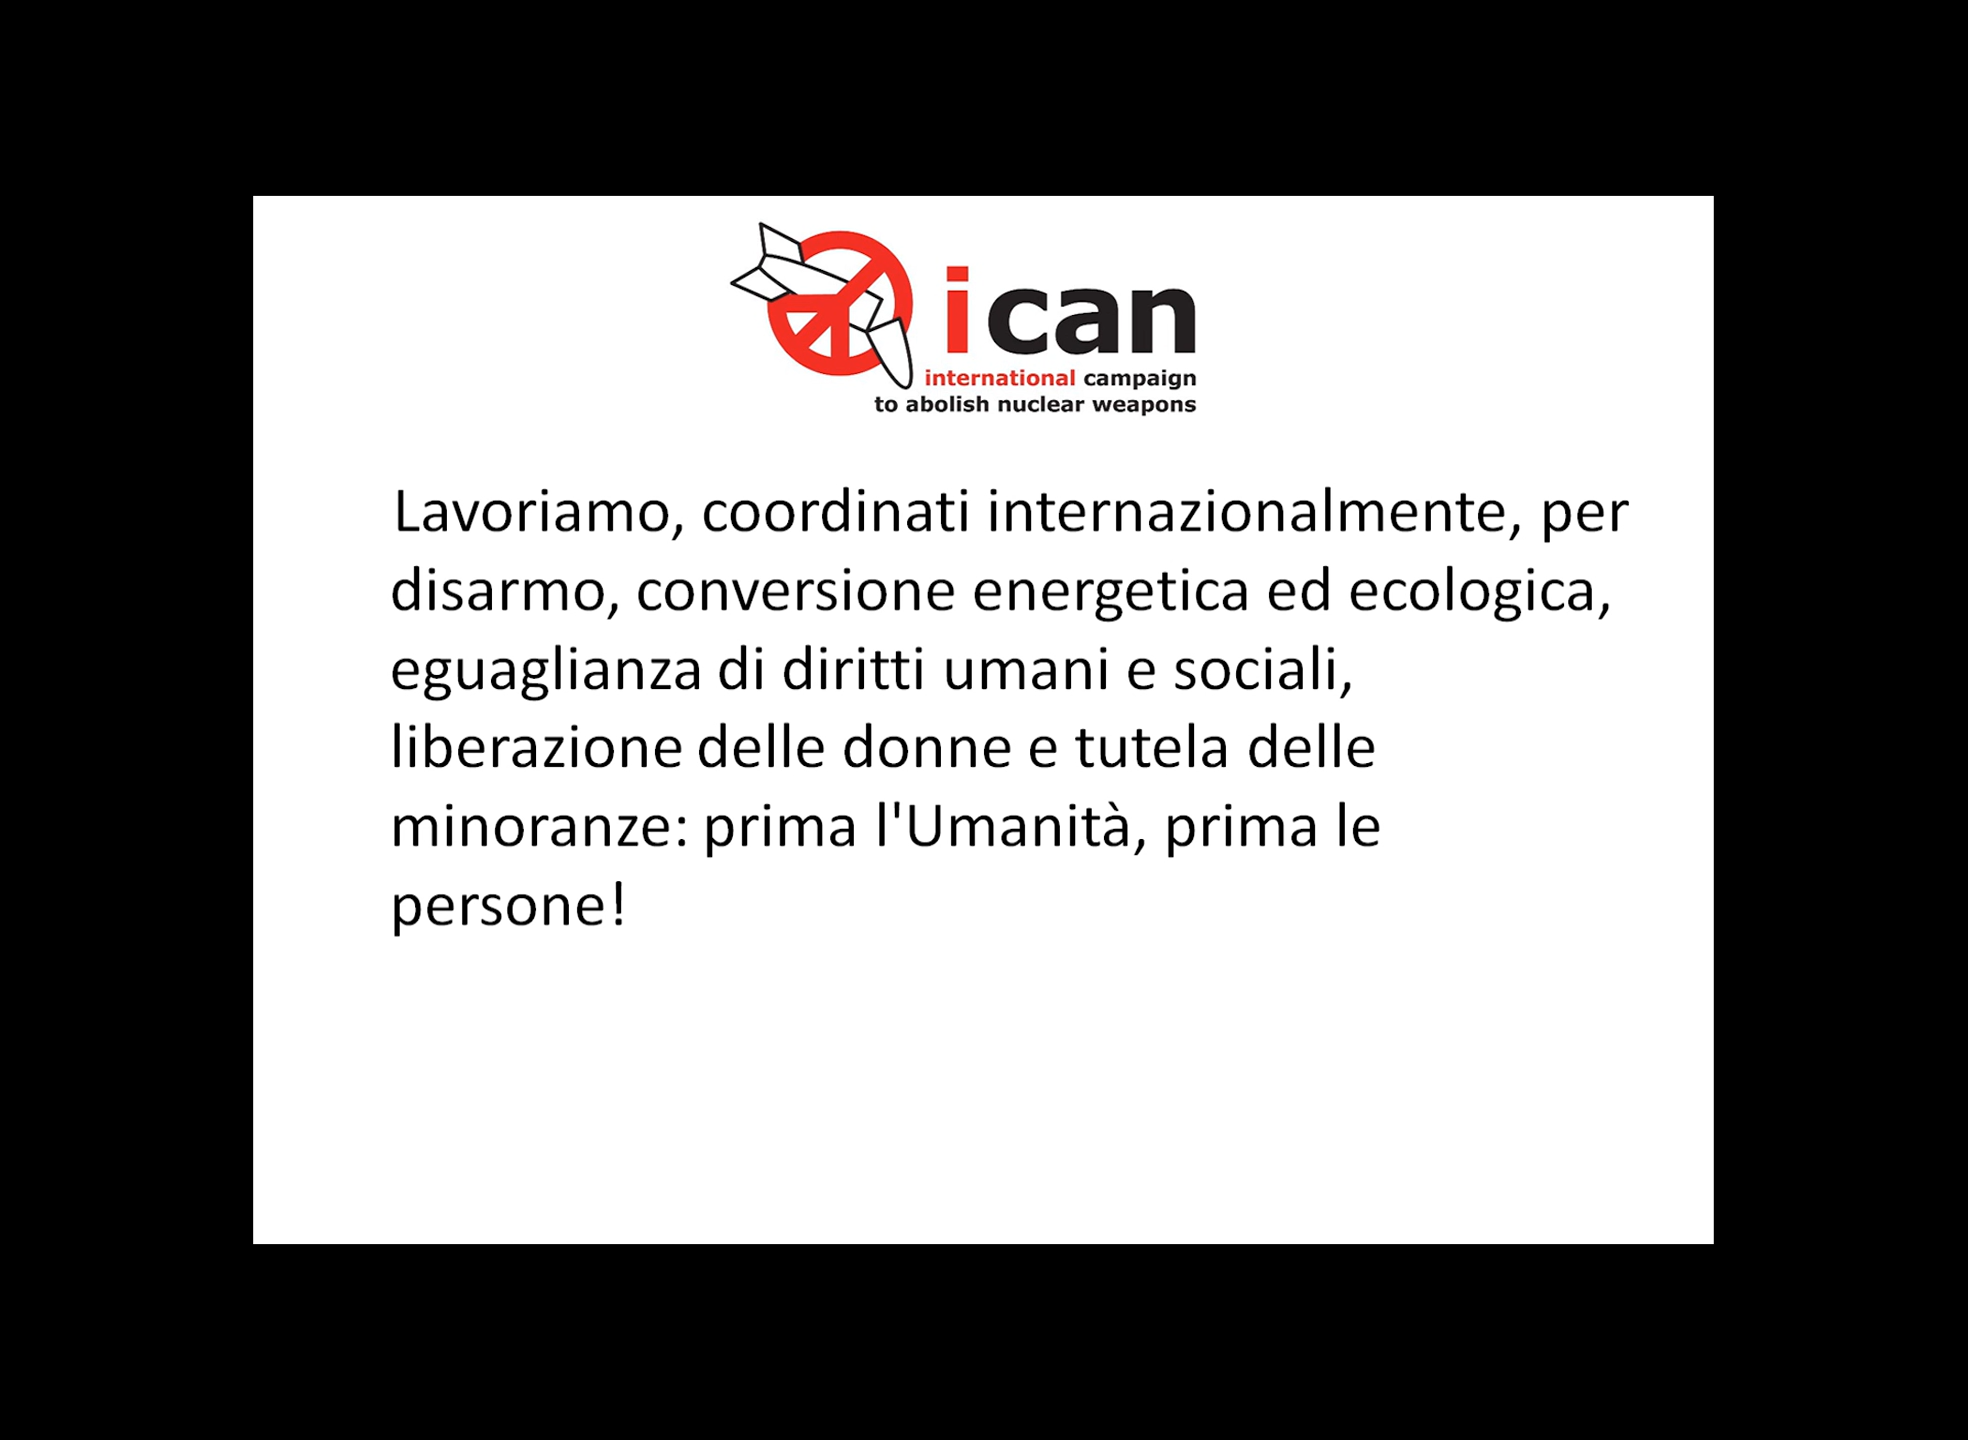 ican
international campaign
to abolish nuclear weapons
Lavoriamo, coordinati internazionalmente, per
disarmo, conversione energetica ed ecologica,
eguaglianza di diritti umani e sociali,
liberazione delle donne e tutela delle
minoranze: prima l'Umanità, prima le
persone!